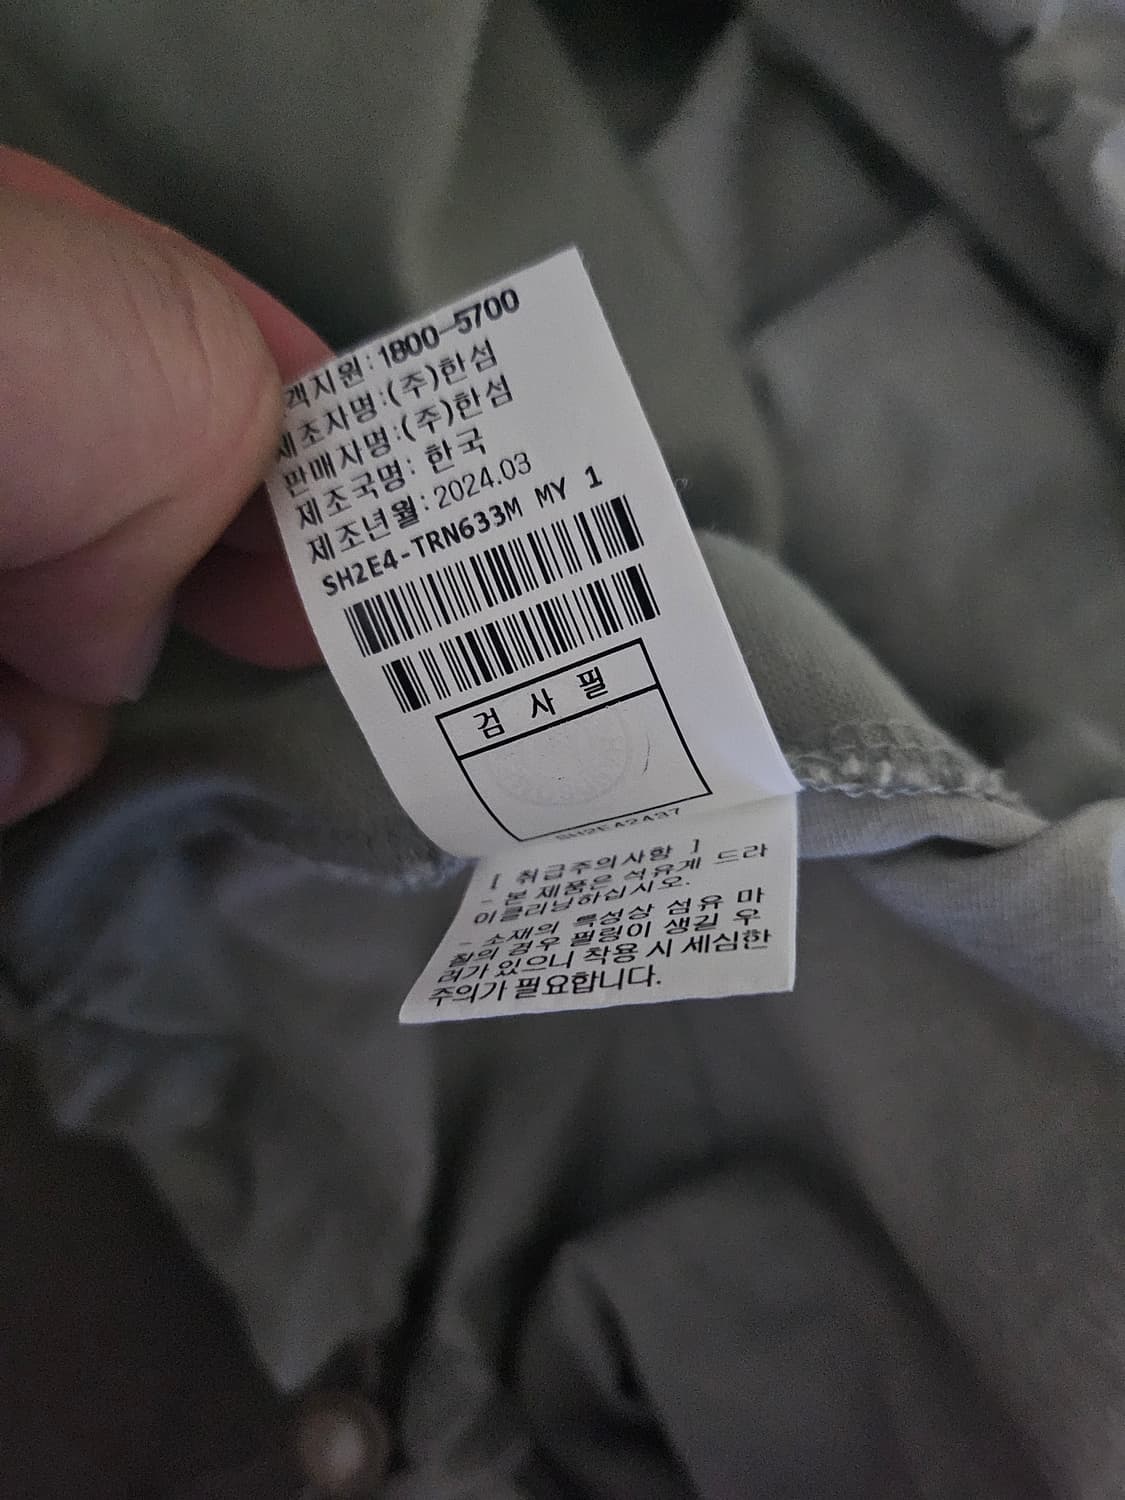 객지원:1800-5700
제조자명:(주)한섬
판매자명:(주)한섬
제조국명: 한국
제조년월:2024.03
SH2E4-TRN633M MY 1
검 사 필
SH2E42437
[ 취급주의사항 ]
- 본 제품은 석유계 드라
이클리닝하십시오.
- 소재의 특성상 섬유 마
찰의 경우 필링이 생길 우
려가 있으니 착용 시 세심한
주의가 필요합니다.